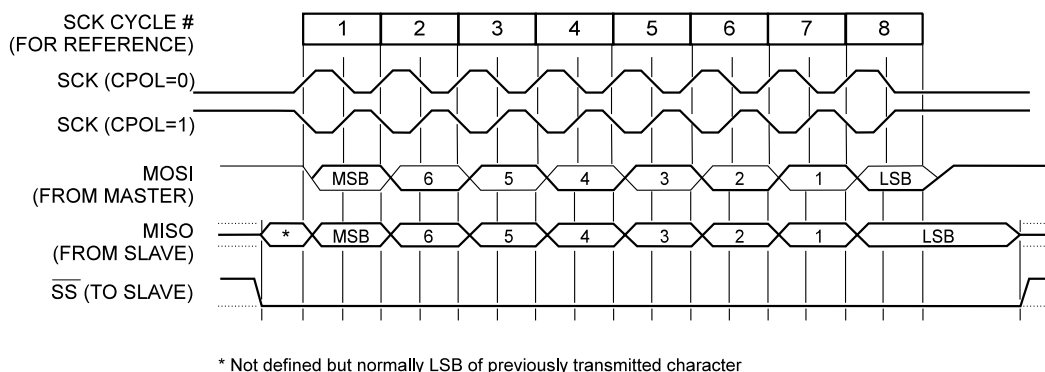 SCK CYCLE #
(FOR REFERENCE)
1 2 3 4 5 6 7 8
SCK (CPOL=0)
SCK (CPOL=1)
MOSI
(FROM MASTER)
MSB 6 5 4 3 2 1 LSB
MISO
(FROM SLAVE)
* MSB 6 5 4 3 2 1 LSB
SS (TO SLAVE)
* Not defined but normally LSB of previously transmitted character